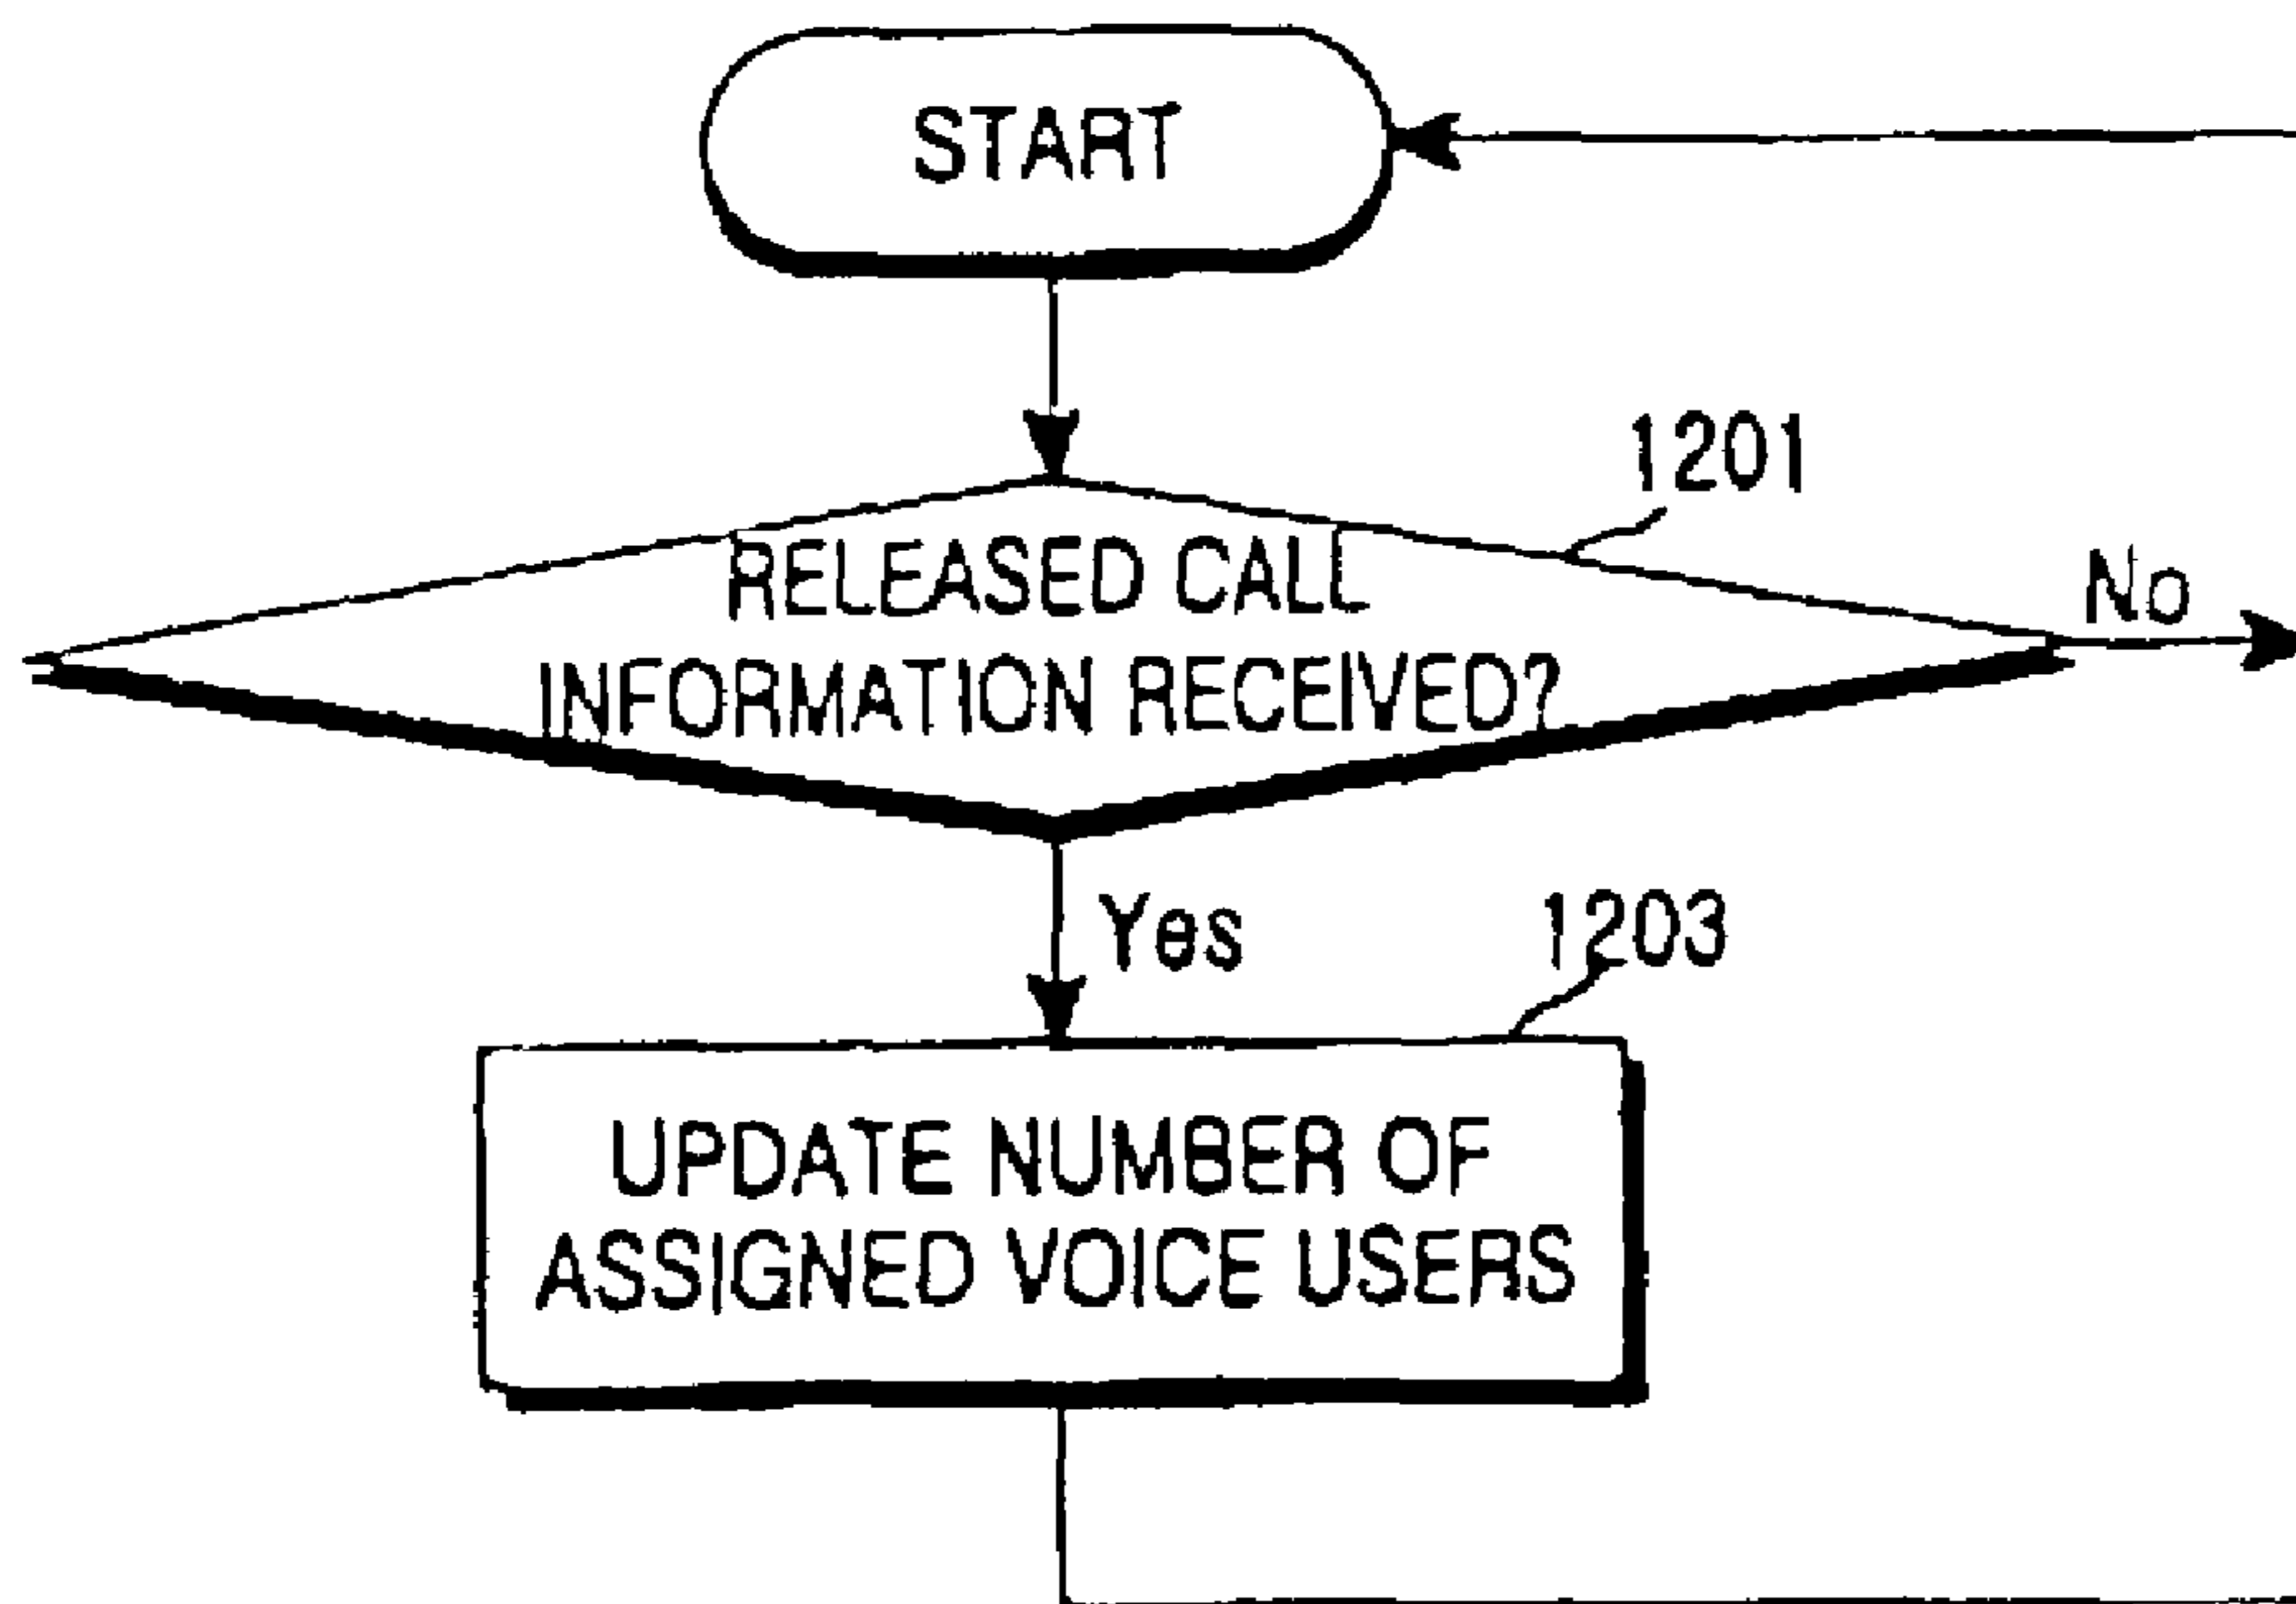 START
1201
RELEASED CALL
INFORMATION RECEIVED?
No
Yes
1203
UPDATE NUMBER OF
ASSIGNED VOICE USERS